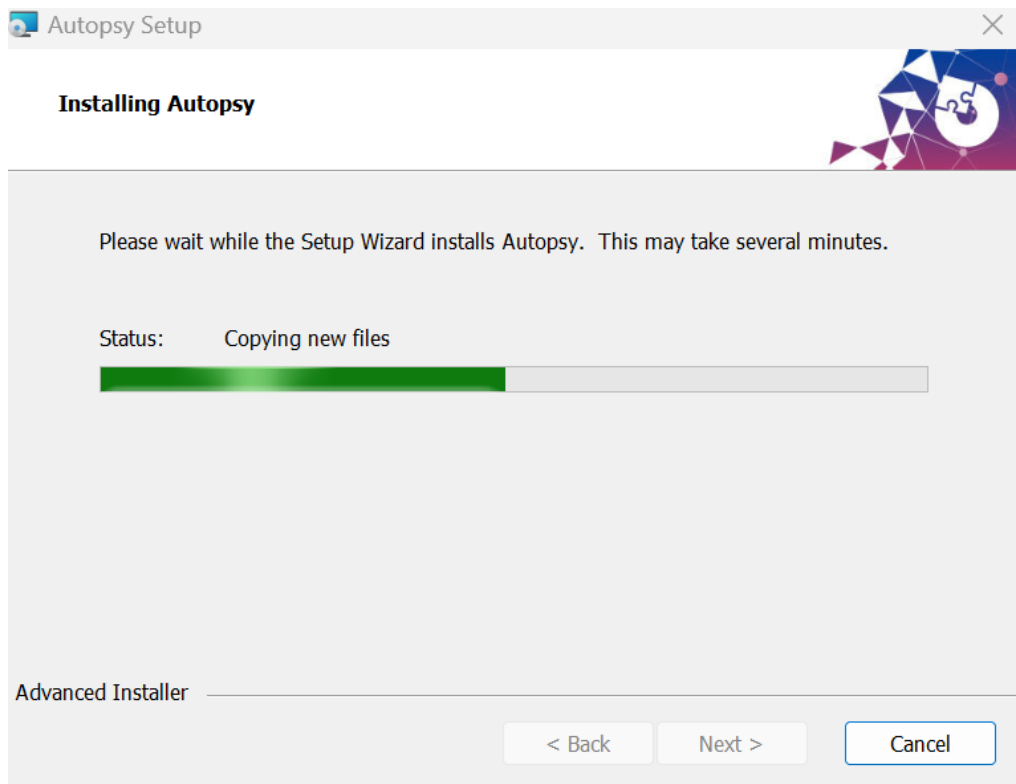 Autopsy Setup
Installing Autopsy
Please wait while the Setup Wizard installs Autopsy.  This may take several minutes.
Status: Copying new files
Advanced Installer
< Back Next > Cancel